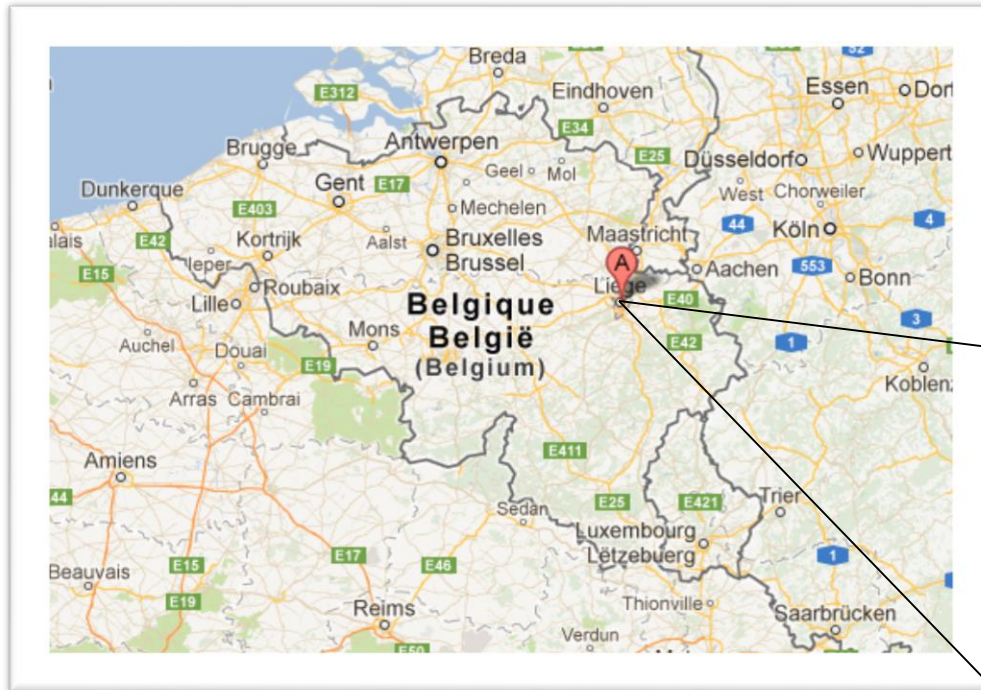 52
Breda
Essen
Dor
Eindhoven
E312
E34
Antwerpen
Brugge
E25
Düsseldorf
Wuppert
Geel
Mol
Dunkerque
Gent
E17
West
Chorweiler
Mechelen
E403
44
4
alais
E42
Kortrijk
Aalst
Bruxelles
Brussel
Maastricht
Köln
Ieper
A
Aachen
553
E15
Roubaix
Liège
Bonn
Lille
E40
Belgique
België
(Belgium)
3
Auchel
Mons
E42
1
Douai
E19
Koblenz
Arras
Cambrai
E411
Amiens
44
E25
E421
Trier
Sedan
Luxembourg
Lëtzebuerg
E17
1
E15
E46
Beauvais
E19
Reims
Thionville
Saarbrücken
Verdun
E50